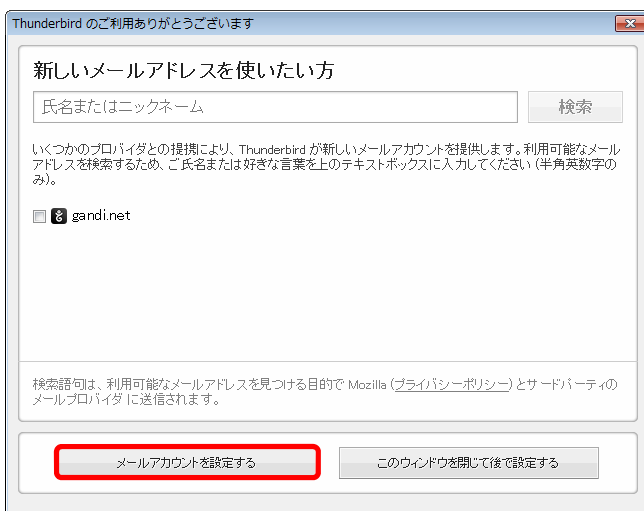 Thunderbird のご利用ありがとうございます
新しいメールアドレスを使いたい方
氏名またはニックネーム
検索
いくつかのプロバイダとの提携により、Thunderbird が新しいメールアカウントを提供します。利用可能なメール
アドレスを検索するため、ご氏名または好きな言葉を上のテキストボックスに入力してください (半角英数字の
み)。
gandi.net
検索語句は、利用可能なメールアドレスを見つける目的で Mozilla (プライバシーポリシー) とサードパーティの
メールプロバイダ に送信されます。
メールアカウントを設定する
このウィンドウを閉じて後で設定する